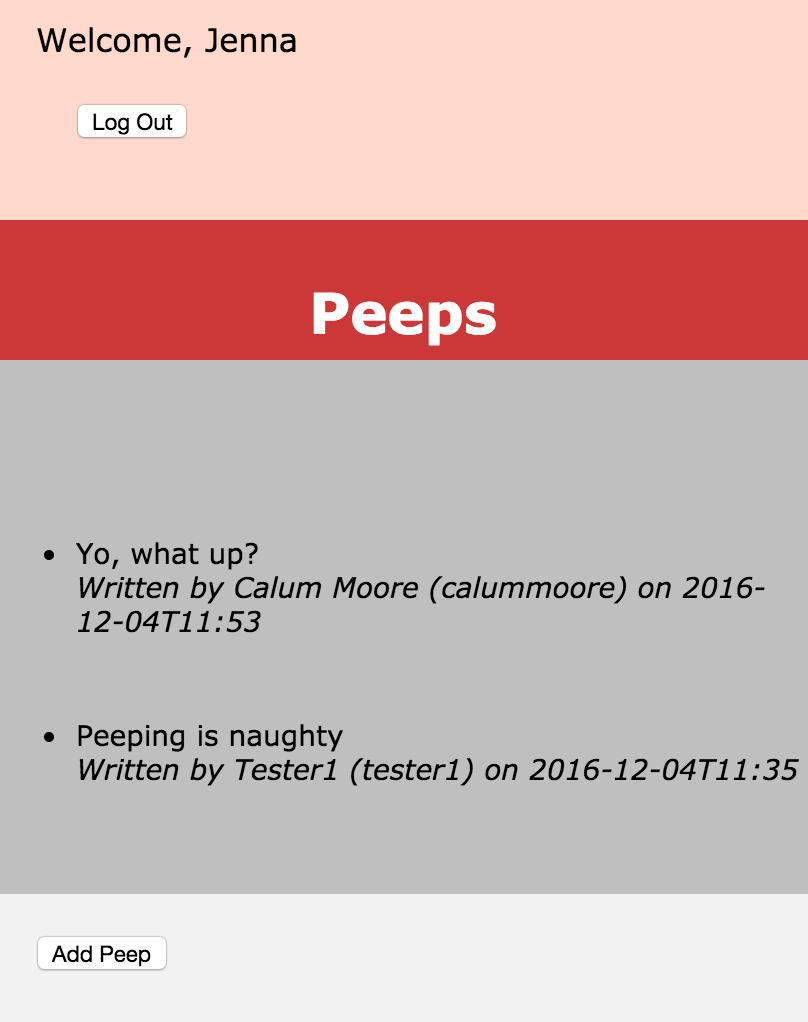 Welcome, Jenna
Log Out
Peeps
Yo, what up?
Written by Calum Moore (calummoore) on 2016-
12-04T11:53
Peeping is naughty
Written by Tester1 (tester1) on 2016-12-04T11:35
Add Peep